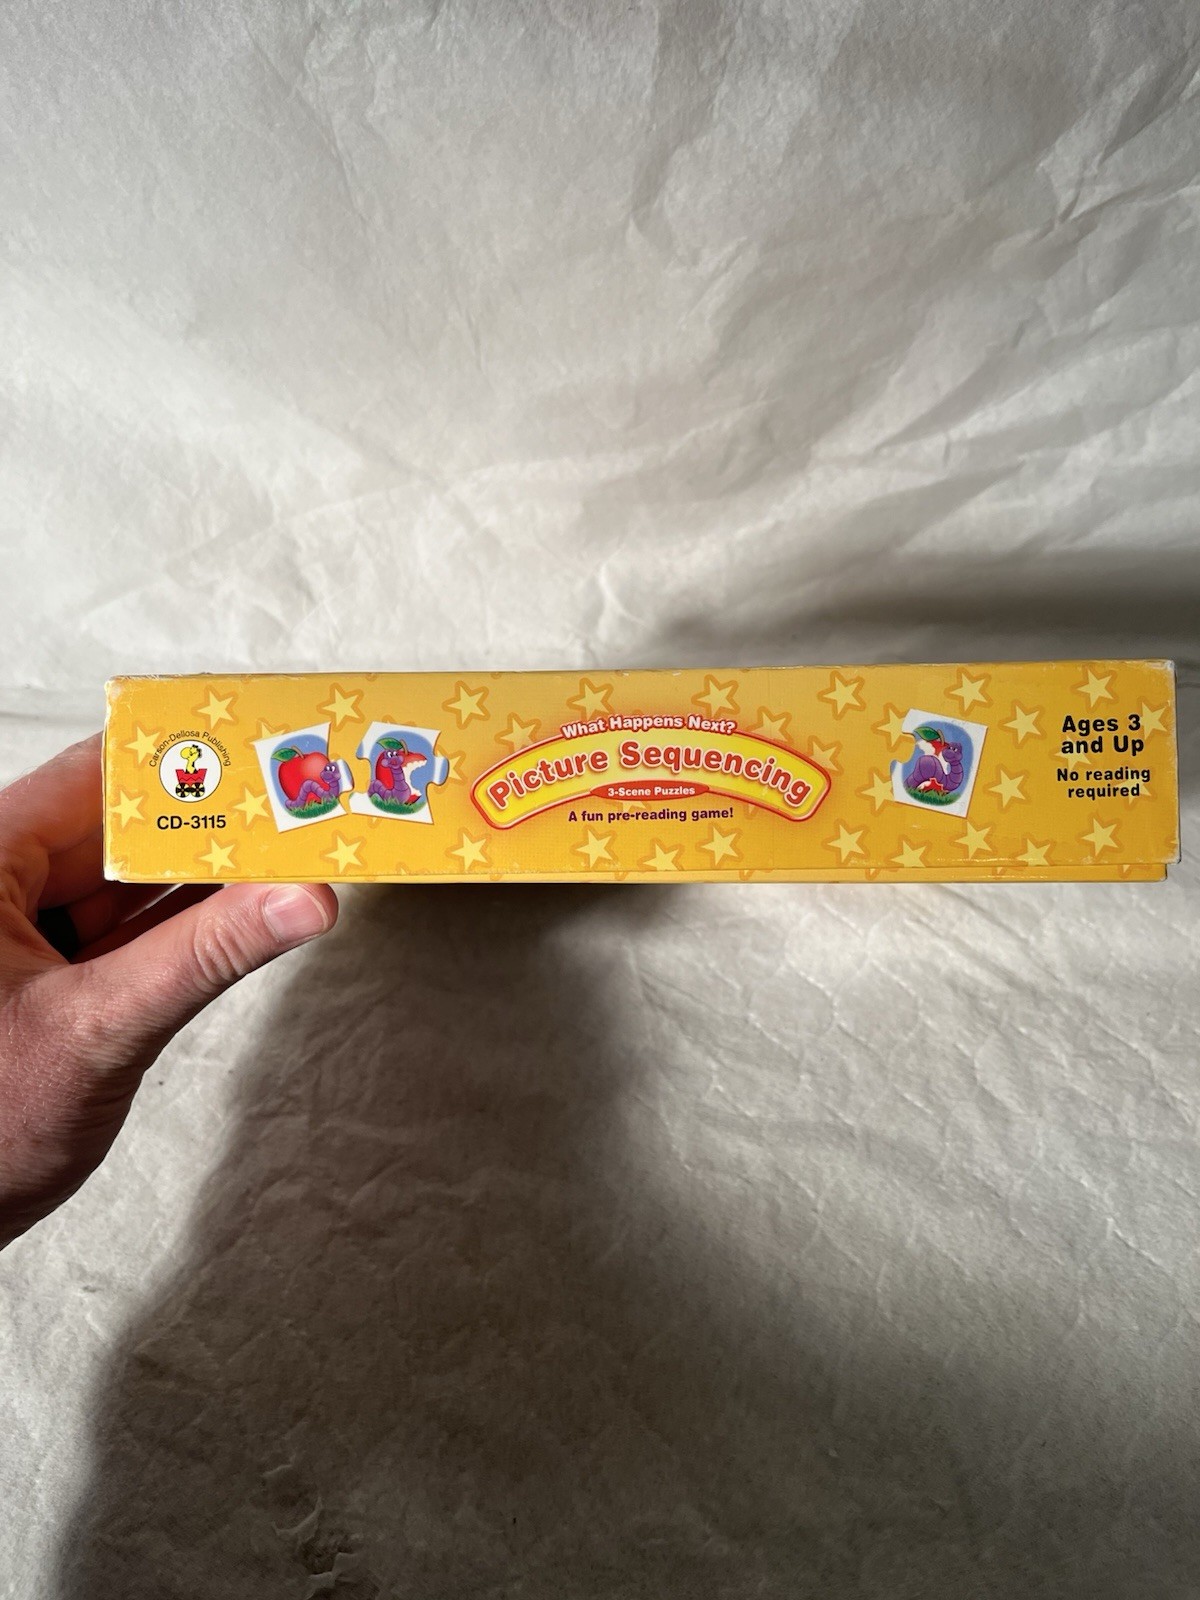 Carson-Dellosa Publishing
CD-3115
What Happens Next?
Picture Sequencing
3-Scene Puzzles
A fun pre-reading game!
Ages 3
and Up
No reading
required